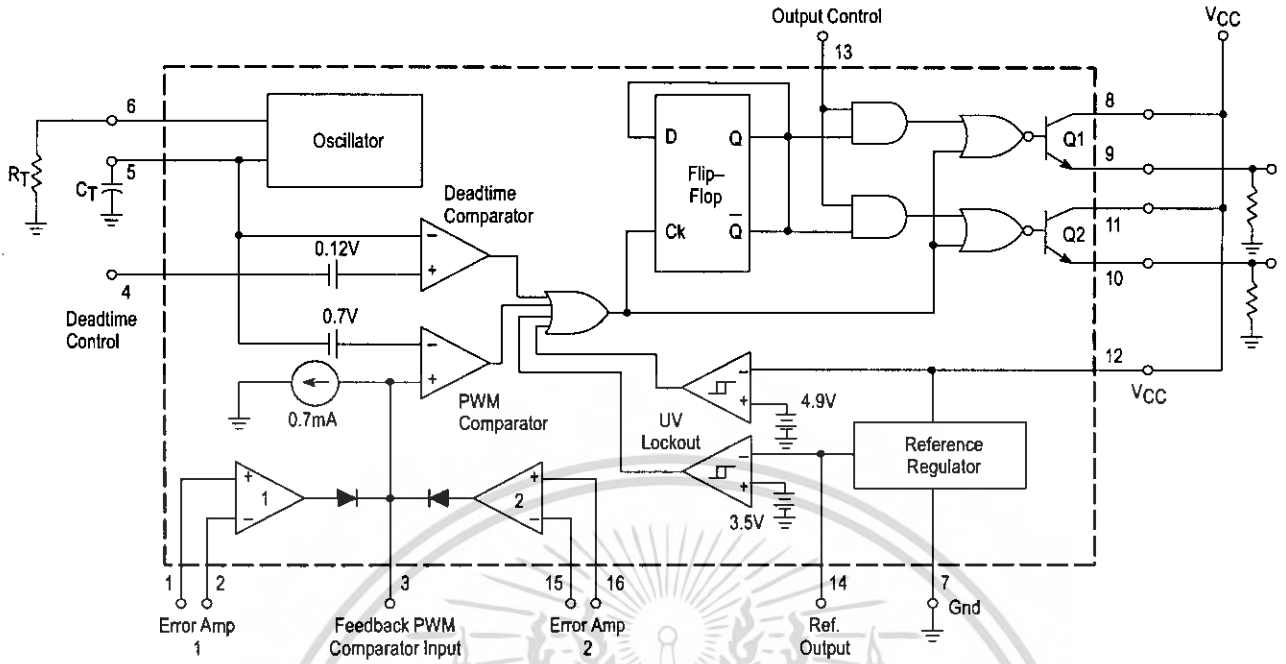 Output Control
13
VCC
6
RT
5
CT
Oscillator
D
Q
Flip–
Flop
Ck
Q
8
Q1
9
11
Q2
10
Deadtime
Comparator
0.12V
4
Deadtime
Control
0.7V
0.7mA
PWM
Comparator
UV
Lockout
4.9V
3.5V
12
VCC
Reference
Regulator
1
2
1
2
3
15
16
14
7
Error Amp
1
Feedback PWM
Comparator Input
Error Amp
2
Ref.
Output
Gnd